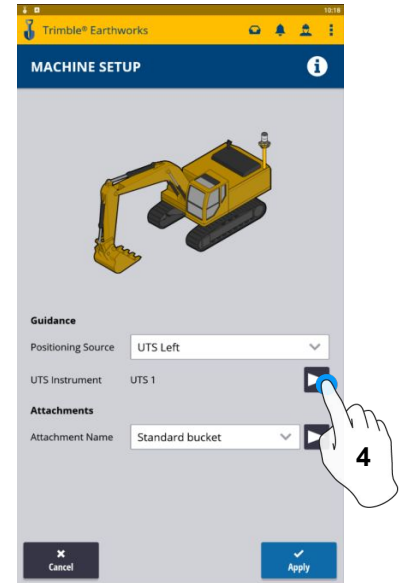 10:18
Trimble® Earthworks
MACHINE SETUP
Guidance
Positioning Source UTS Left
UTS Instrument UTS 1
Attachments
Attachment Name Standard bucket
4
Cancel Apply